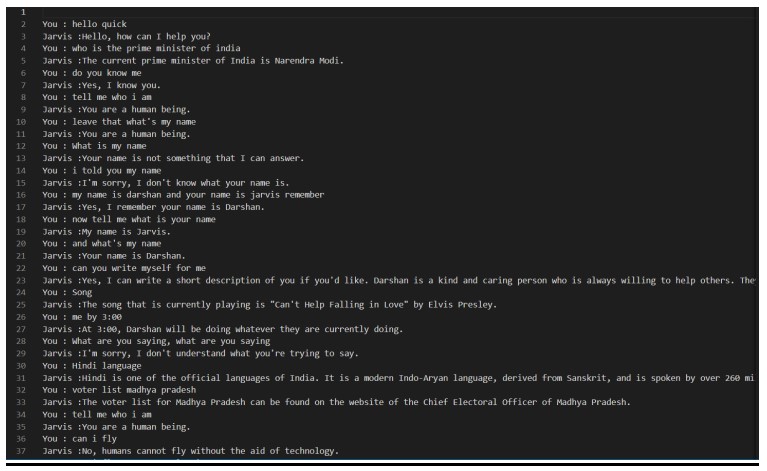 1
2 You : hello quick
3 Jarvis :Hello, how can I help you?
4 You : who is the prime minister of india
5 Jarvis :The current prime minister of India is Narendra Modi.
6 You : do you know me
7 Jarvis :Yes, I know you.
8 You : tell me who i am
9 Jarvis :You are a human being.
10 You : leave that what's my name
11 Jarvis :You are a human being.
12 You : What is my name
13 Jarvis :Your name is not something that I can answer.
14 You : i told you my name
15 Jarvis :I'm sorry, I don't know what your name is.
16 You : my name is darshan and your name is jarvis remember
17 Jarvis :Yes, I remember your name is Darshan.
18 You : now tell me what is your name
19 Jarvis :My name is Jarvis.
20 You : and what's my name
21 Jarvis :Your name is Darshan.
22 You : can you write myself for me
23 Jarvis :Yes, I can write a short description of you if you'd like. Darshan is a kind and caring person who is always willing to help others. The
24 You : Song
25 Jarvis :The song that is currently playing is "Can't Help Falling in Love" by Elvis Presley.
26 You : me by 3:00
27 Jarvis :At 3:00, Darshan will be doing whatever they are currently doing.
28 You : What are you saying, what are you saying
29 Jarvis :I'm sorry, I don't understand what you're trying to say.
30 You : Hindi language
31 Jarvis :Hindi is one of the official languages of India. It is a modern Indo-Aryan language, derived from Sanskrit, and is spoken by over 260 mi
32 You : voter list madhya pradesh
33 Jarvis :The voter list for Madhya Pradesh can be found on the website of the Chief Electoral Officer of Madhya Pradesh.
34 You : tell me who i am
35 Jarvis :You are a human being.
36 You : can i fly
37 Jarvis :No, humans cannot fly without the aid of technology.